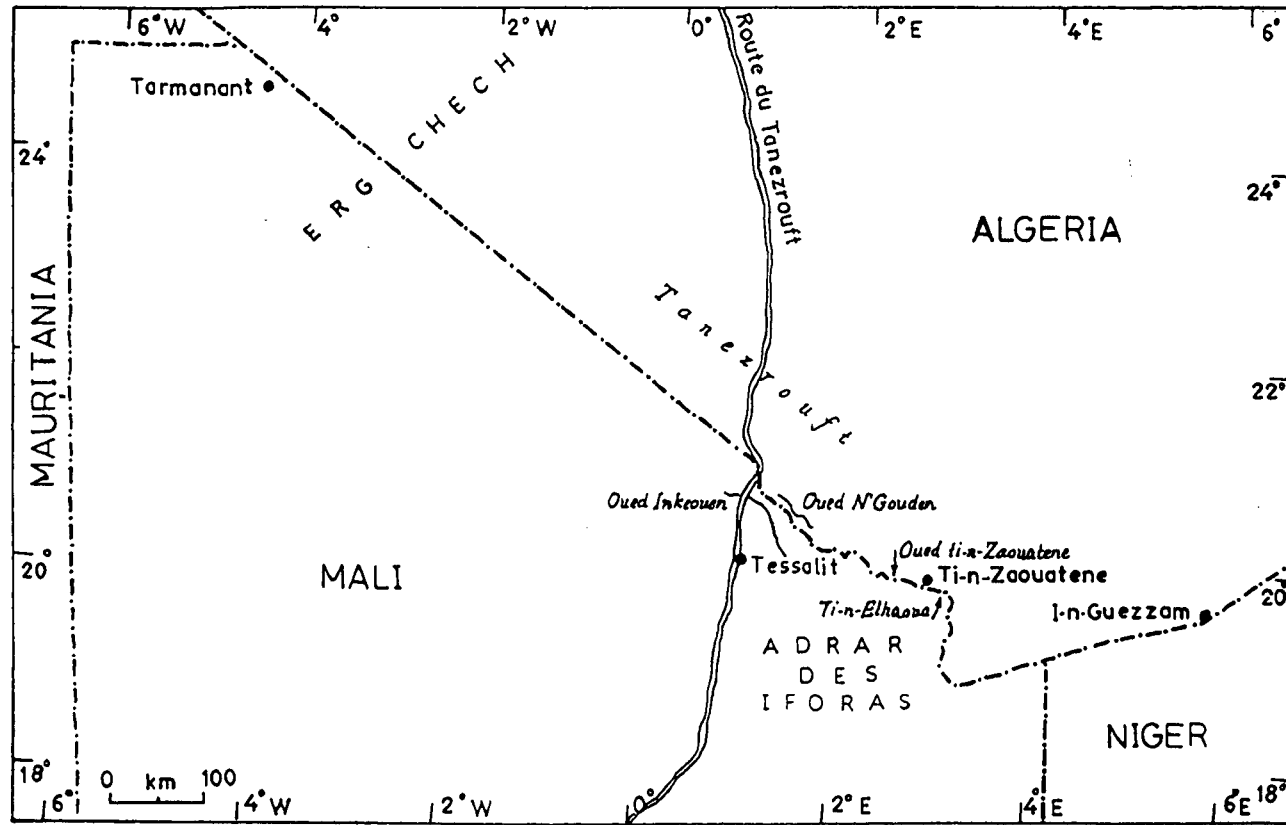 6° W
4°
2° W
0°
2° E
4° E
6°
Tarmanant
ERG CHECH
Route du Tanezrouft
24°
24°
ALGERIA
MAURITANIA
Tanezrouft
22°
Oued Inkeouen
Oued N'Gouden
Oued ti-n-Zaouatene
20°
Tessalit
Ti-n-Zaouatene
20°
MALI
Ti-n-Elhaoua
I-n-Guezzam
ADRAR
DES
IFORAS
NIGER
18°
0 km 100
18°
6°
4° W
2° W
0°
2° E
4° E
6° E